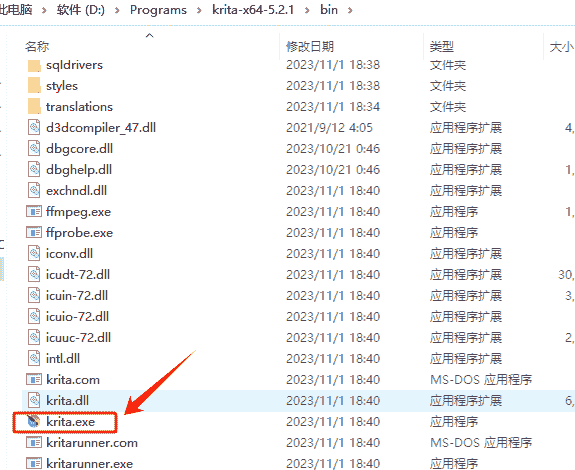 此电脑 > 软件 (D:) > Programs > krita-x64-5.2.1 > bin >
名称 修改日期 类型 大小
sqldrivers 2023/11/1 18:38 文件夹
styles 2023/11/1 18:38 文件夹
translations 2023/11/1 18:34 文件夹
d3dcompiler_47.dll 2021/9/12 4:05 应用程序扩展 4,
dbgcore.dll 2023/10/21 0:46 应用程序扩展
dbghelp.dll 2023/10/21 0:46 应用程序扩展 1,
exchndl.dll 2023/11/1 18:40 应用程序扩展
ffmpeg.exe 2023/11/1 18:40 应用程序 1,
ffprobe.exe 2023/11/1 18:40 应用程序
iconv.dll 2023/11/1 18:40 应用程序扩展
icudt-72.dll 2023/11/1 18:40 应用程序扩展 30,
icuin-72.dll 2023/11/1 18:40 应用程序扩展 3,
icuio-72.dll 2023/11/1 18:40 应用程序扩展
icuuc-72.dll 2023/11/1 18:40 应用程序扩展 2,
intl.dll 2023/11/1 18:40 应用程序扩展
krita.com 2023/11/1 18:40 MS-DOS 应用程序
krita.dll 2023/11/1 18:40 应用程序扩展 6,
krita.exe 2023/11/1 18:40 应用程序
kritarunner.com 2023/11/1 18:40 MS-DOS 应用程序
kritarunner.exe 2023/11/1 18:40 应用程序